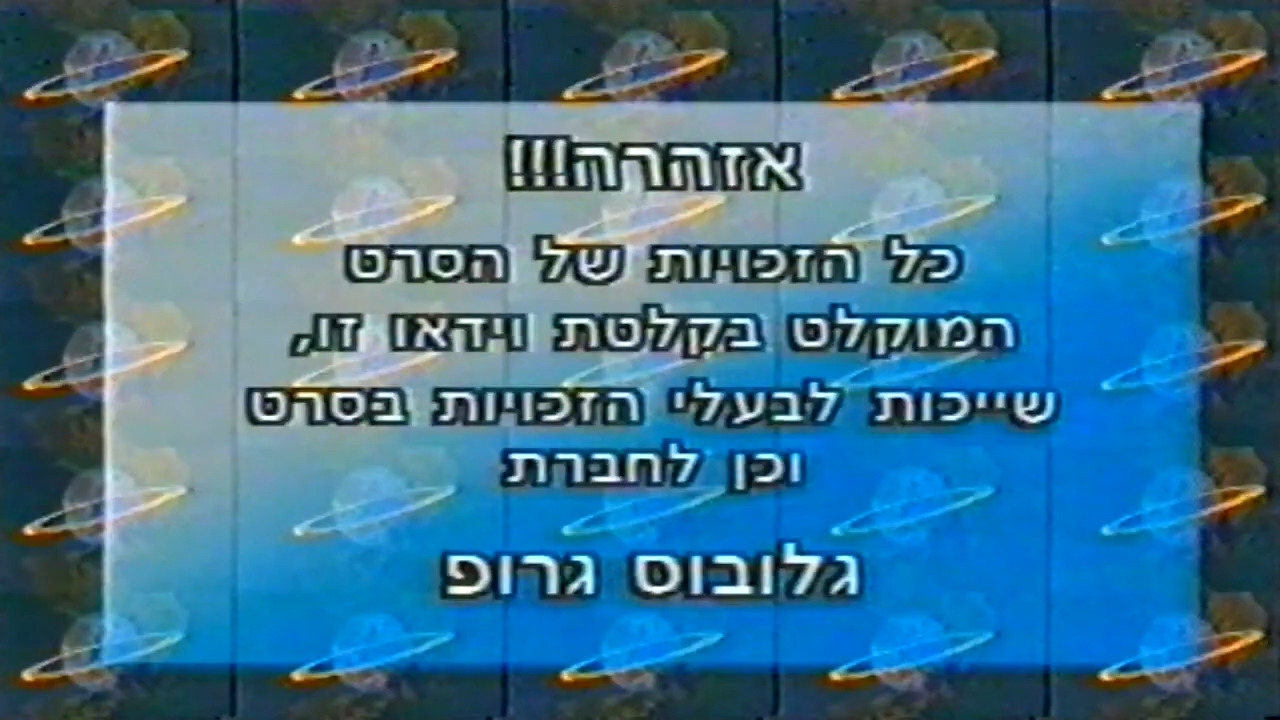 אזהרה!!!
כל הזכויות של הסרט
המוקלט בקלטת וידאו זו,
שייכות לבעלי הזכויות בסרט
וכן לחברת
גלובוס גרופ